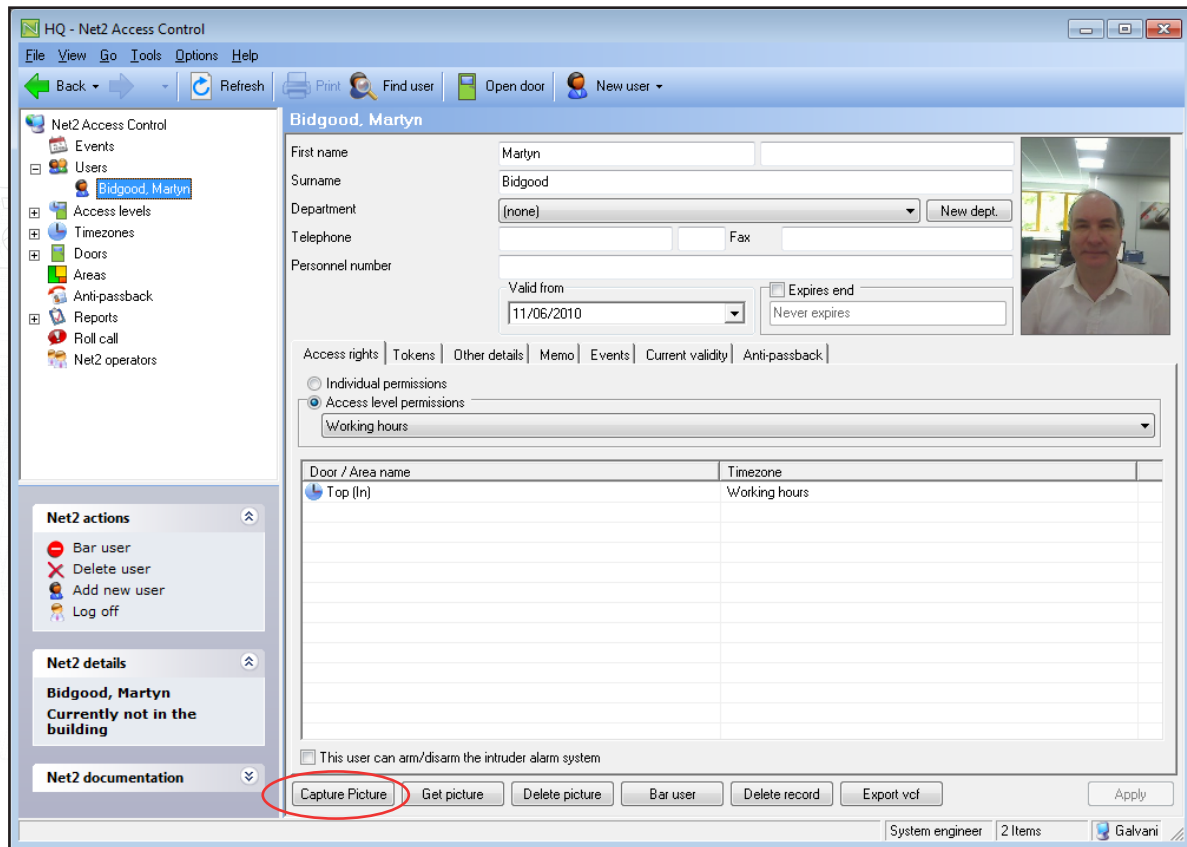 HQ - Net2 Access Control
File View Go Tools Options Help
Back Refresh Print Find user Open door New user
Net2 Access Control
Events
Users
Bidgood, Martyn
Access levels
Timezones
Doors
Areas
Anti-passback
Reports
Roll call
Net2 operators
Net2 actions
Bar user
Delete user
Add new user
Log off
Net2 details
Bidgood, Martyn
Currently not in the
building
Net2 documentation
Bidgood, Martyn
First name Martyn
Surname Bidgood
Department (none) New dept.
Telephone Fax
Personnel number
Valid from Expires end
11/06/2010 Never expires
Access rights Tokens Other details Memo Events Current validity Anti-passback
Individual permissions
Access level permissions
Working hours
Door / Area name Timezone
Top (In) Working hours
This user can arm/disarm the intruder alarm system
Capture Picture Get picture Delete picture Bar user Delete record Export vcf Apply
System engineer 2 Items Galvani